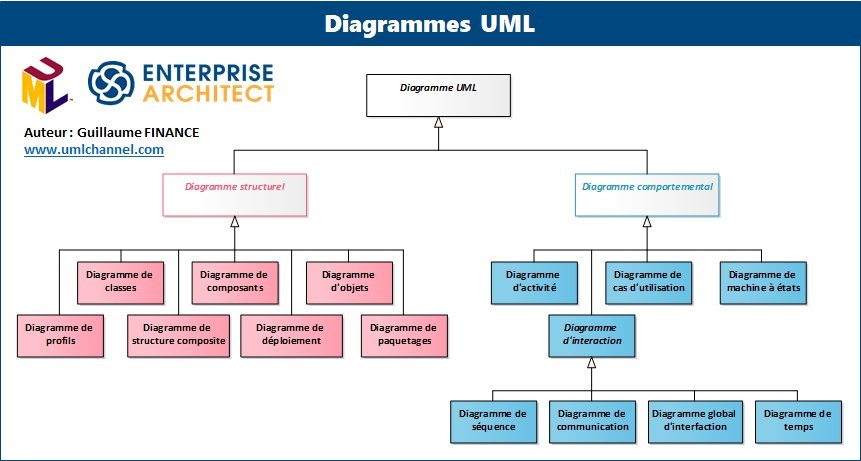 Diagrammes UML
UML
ENTERPRISE
ARCHITECT
Auteur : Guillaume FINANCE
www.umlchannel.com
Diagramme UML
Diagramme structurel
Diagramme comportemental
Diagramme de
classes
Diagramme de
composants
Diagramme
d'objets
Diagramme de
profils
Diagramme de
structure composite
Diagramme de
déploiement
Diagramme de
paquetages
Diagramme
d'activité
Diagramme de
cas d'utilisation
Diagramme de
machine à états
Diagramme
d'interaction
Diagramme de
séquence
Diagramme de
communication
Diagramme global
d'interfaction
Diagramme de
temps